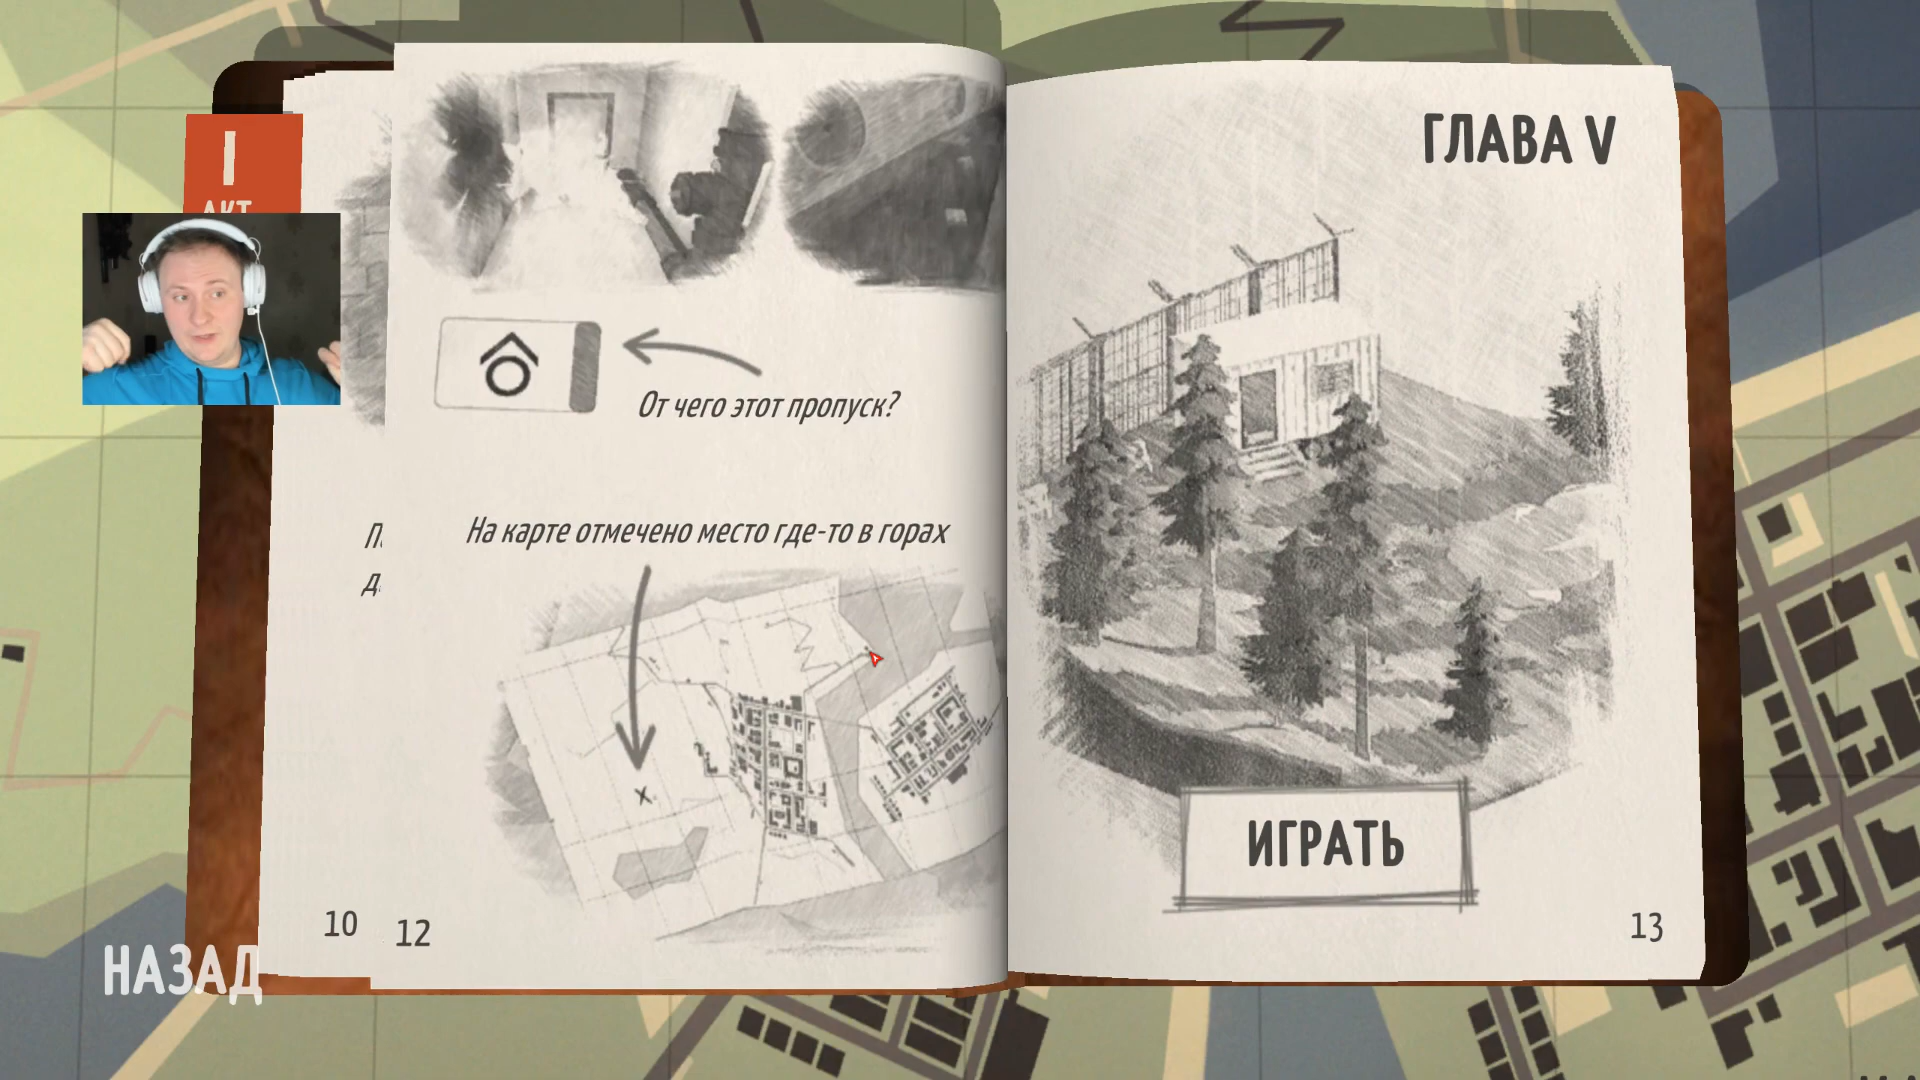 I
АКТ
ГЛАВА V
От чего этот пропуск?
На карте отмечено место где-то в горах
ИГРАТЬ
10
12
13
НАЗАД